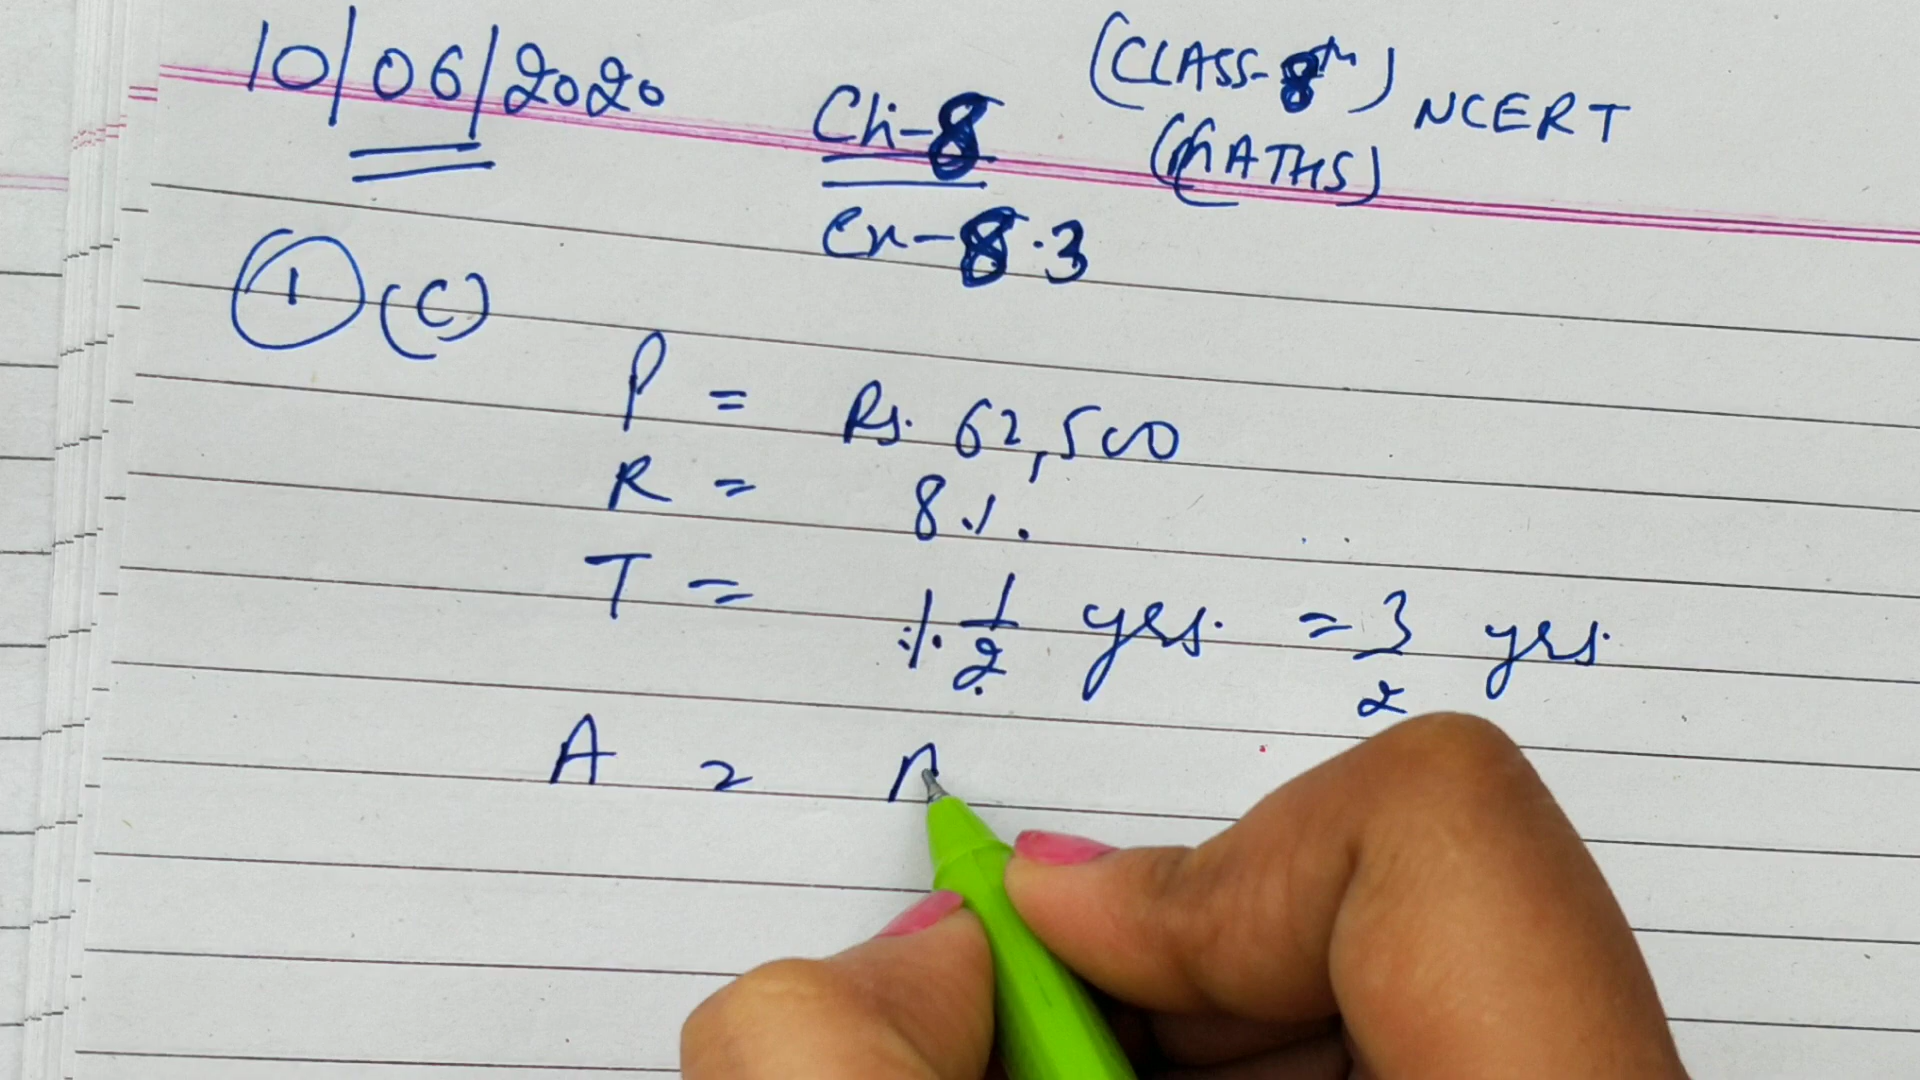 10/06/2020
(CLASS-8th) NCERT
Ch-8
(MATHS)
Ex-8.3
1 (C)
P = Rs. 62,500
R = 8%.
T = 1 1/2 yrs. = 3/2 yrs.
A =